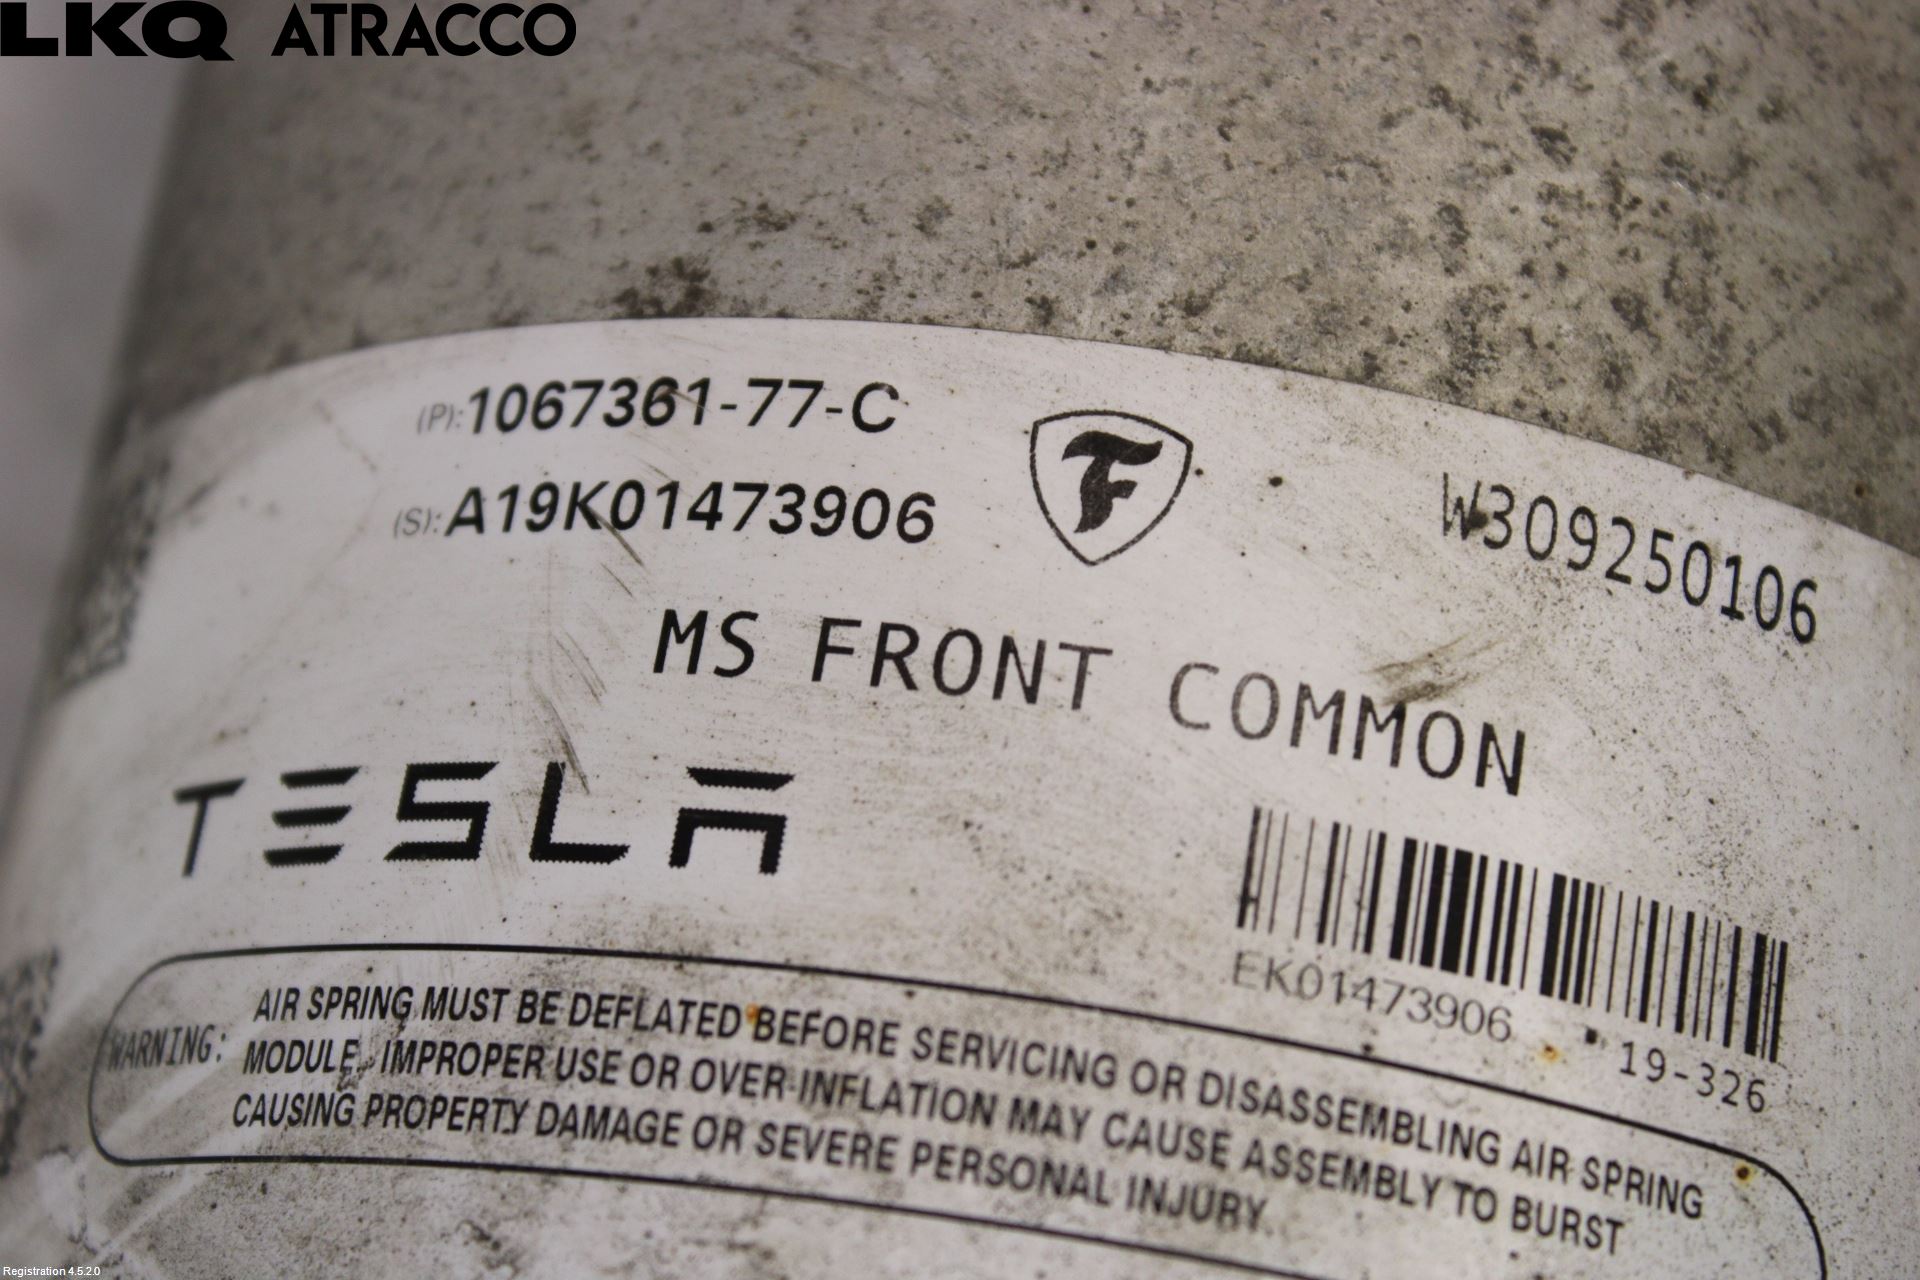 LKQ ATRACCO
(P): 1067361-77-C
(S): A19K01473906
F
W309250106
MS FRONT COMMON
TESLA
EK01473906
19-326
WARNING: AIR SPRING MUST BE DEFLATED BEFORE SERVICING OR DISASSEMBLING AIR SPRING
MODULE. IMPROPER USE OR OVER-INFLATION MAY CAUSE ASSEMBLY TO BURST
CAUSING PROPERTY DAMAGE OR SEVERE PERSONAL INJURY.
Registration 4.5.2.0